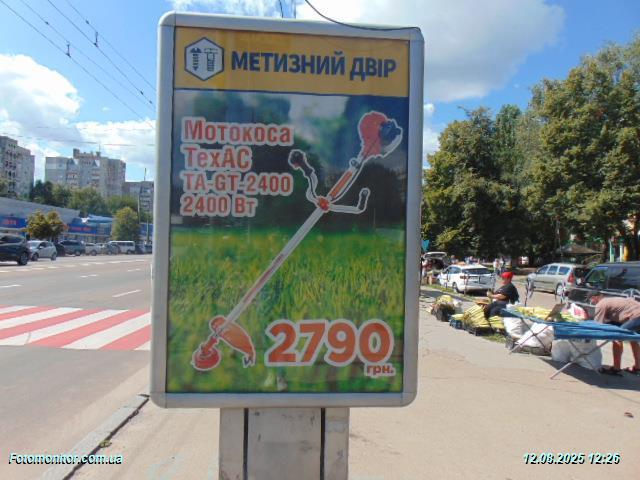 МЕТИЗНИЙ ДВІР
Мотокоса
ТехАС
ТА-GT-2400
2400 Вт
2790
грн.
Fotomonitor.com.ua
12.08.2025 12:26